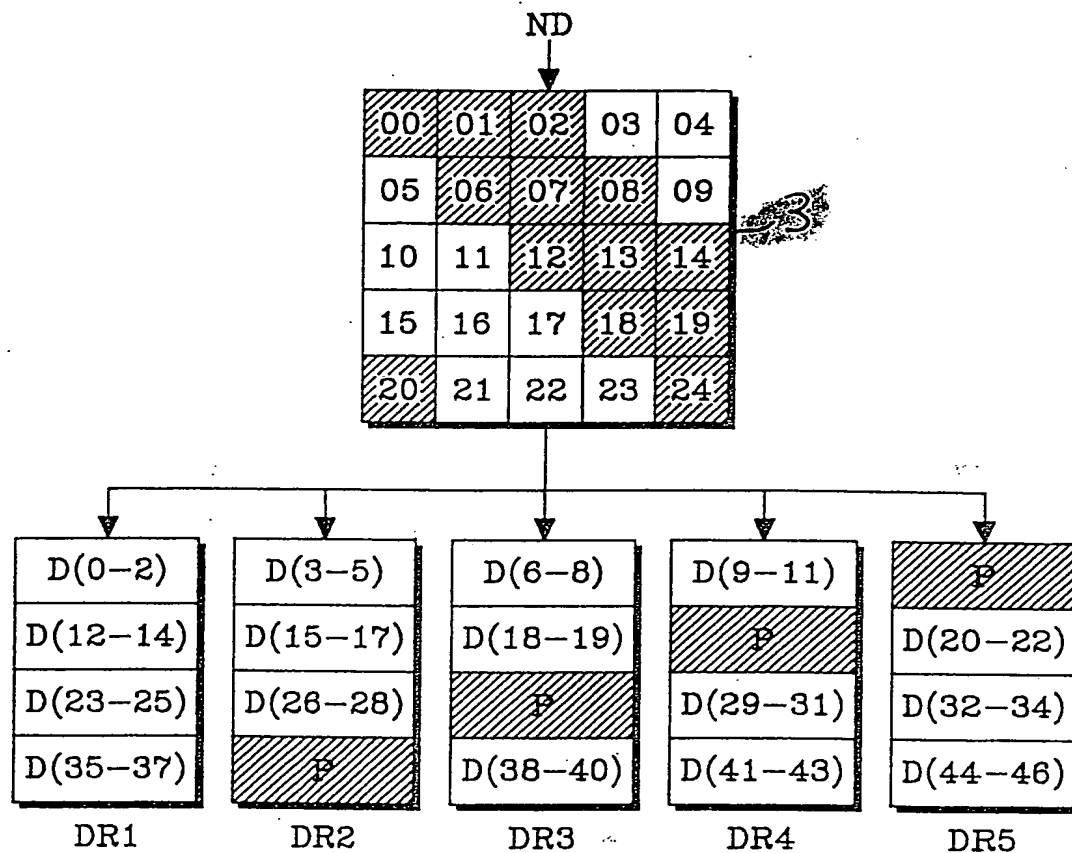 ND
00 01 02 03 04
05 06 07 08 09
10 11 12 13 14
15 16 17 18 19
20 21 22 23 24
3
D(0-2) D(3-5) D(6-8) D(9-11) P
D(12-14) D(15-17) D(18-19) P D(20-22)
D(23-25) D(26-28) P D(29-31) D(32-34)
D(35-37) P D(38-40) D(41-43) D(44-46)
DR1 DR2 DR3 DR4 DR5